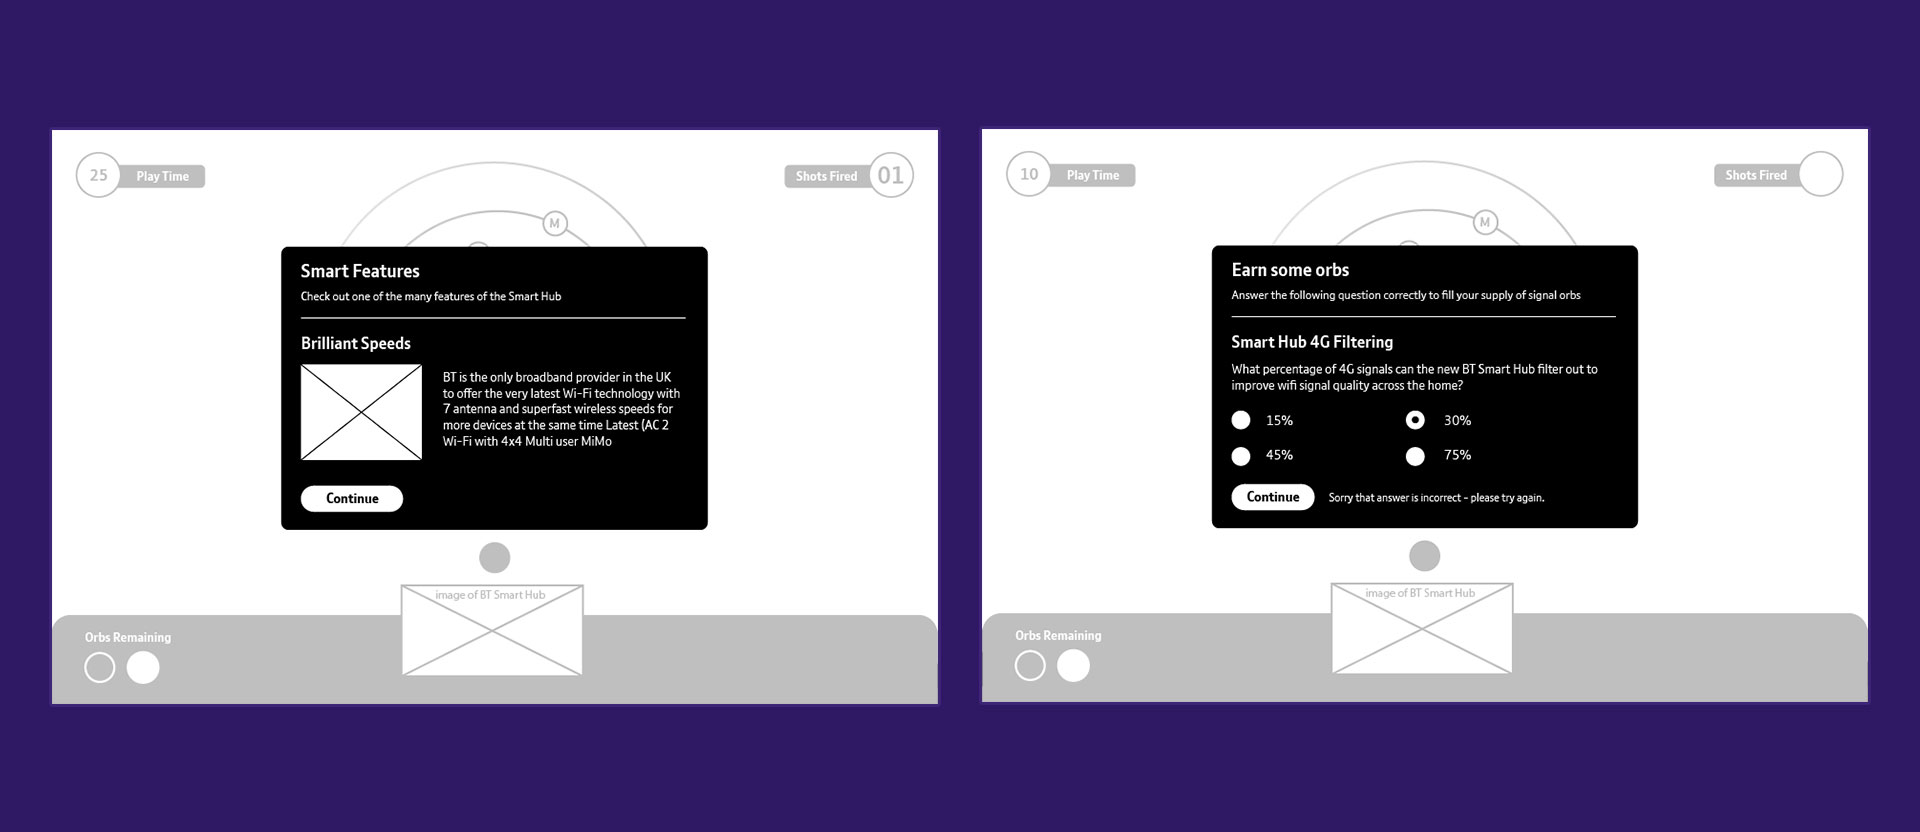 25
Play Time
Shots Fired
01
M
Smart Features
Check out one of the many features of the Smart Hub
Brilliant Speeds
BT is the only broadband provider in the UK
to offer the very latest Wi-Fi technology with
7 antenna and superfast wireless speeds for
more devices at the same time Latest (AC 2
Wi-Fi with 4x4 Multi user MiMo
Continue
image of BT Smart Hub
Orbs Remaining
10
Play Time
Shots Fired
M
Earn some orbs
Answer the following question correctly to fill your supply of signal orbs
Smart Hub 4G Filtering
What percentage of 4G signals can the new BT Smart Hub filter out to
improve wifi signal quality across the home?
15%
30%
45%
75%
Continue
Sorry that answer is incorrect - please try again.
image of BT Smart Hub
Orbs Remaining